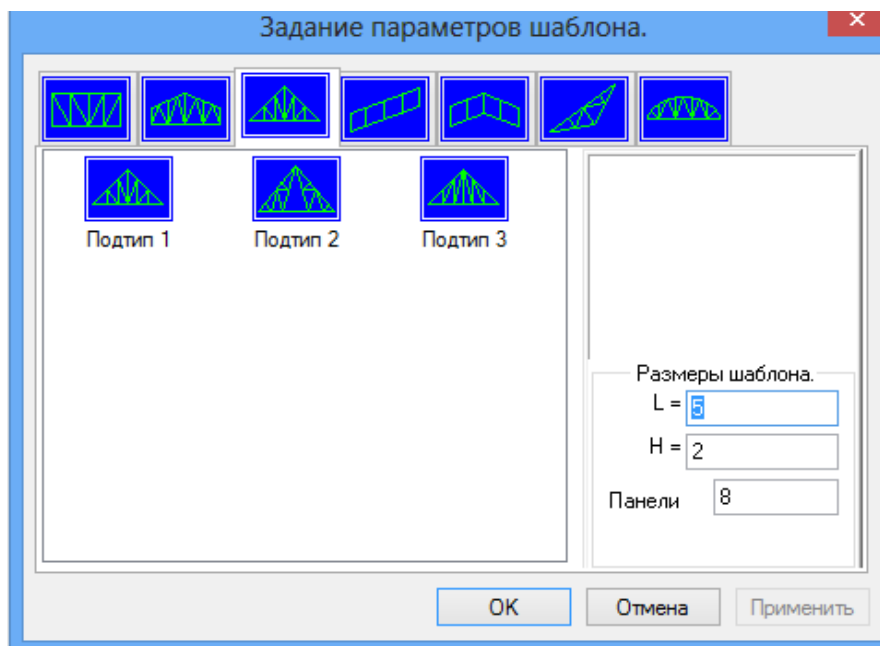 Задание параметров шаблона.
Подтип 1
Подтип 2
Подтип 3
Размеры шаблона.
L = 5
H = 2
Панели 8
OK
Отмена
Применить